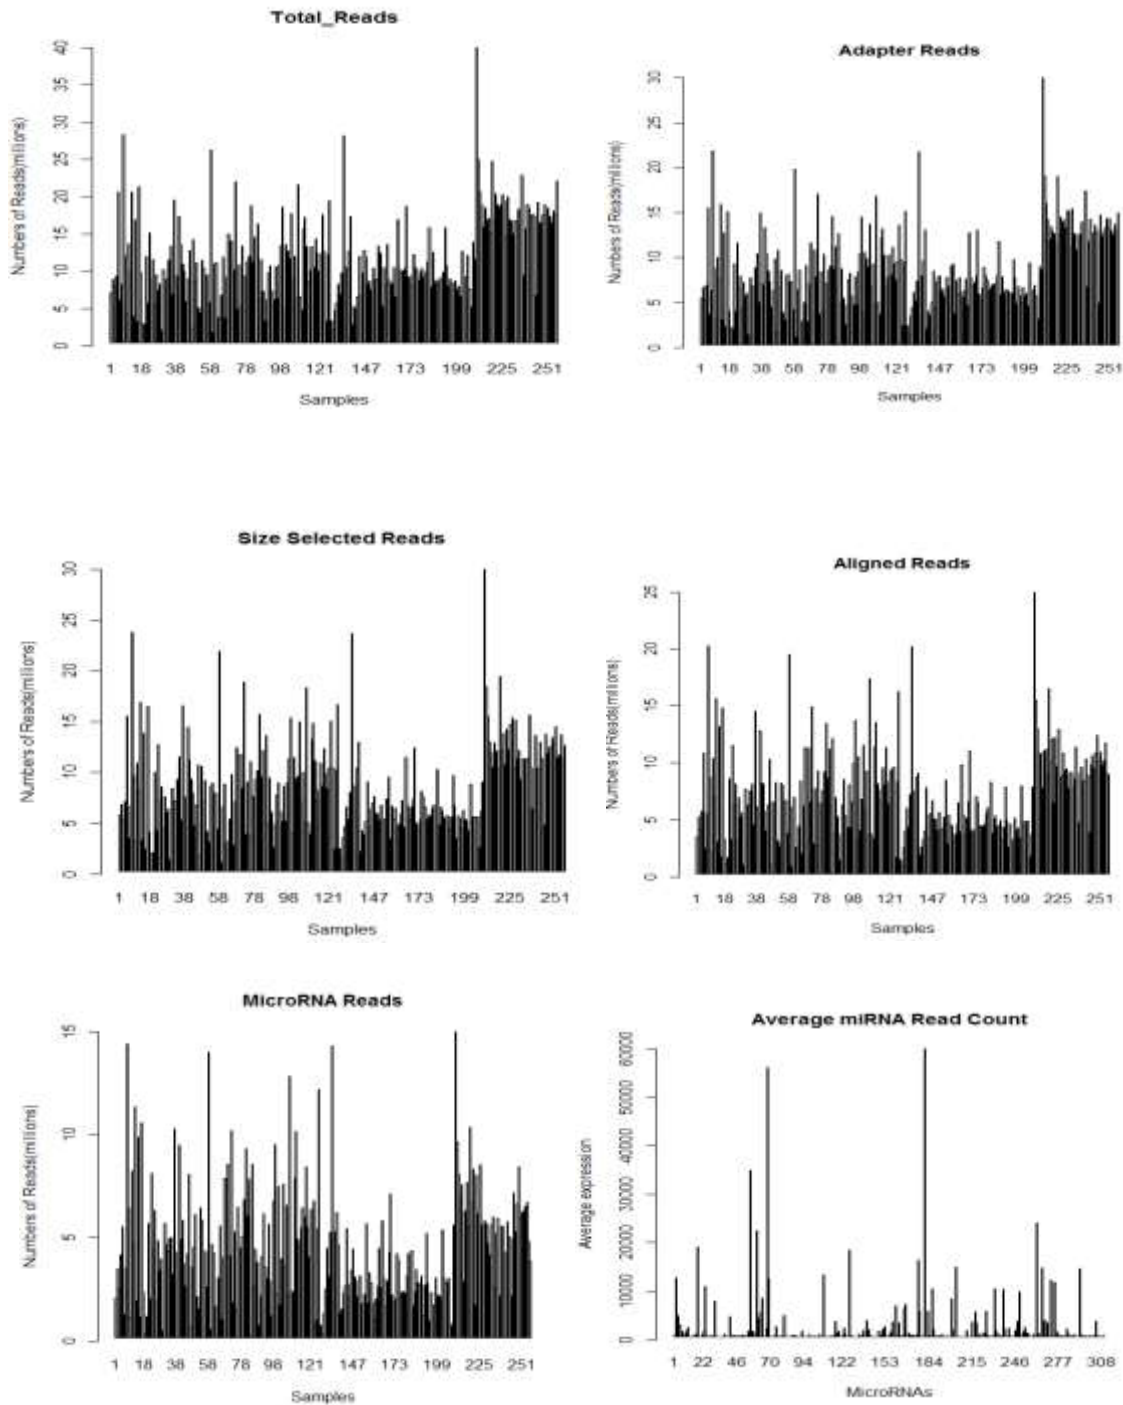 Total_Reads
Numbers of Reads(millions)
0 5 10 15 20 25 30 35 40
1 18 38 58 78 98 121 147 173 199 225 251
Samples
Adapter Reads
Numbers of Reads(millions)
0 5 10 15 20 25 30
1 18 38 58 78 98 121 147 173 199 225 251
Samples
Size Selected Reads
Numbers of Reads(millions)
0 5 10 15 20 25 30
1 18 38 58 78 98 121 147 173 199 225 251
Samples
Aligned Reads
Numbers of Reads(millions)
0 5 10 15 20 25
1 18 38 58 78 98 121 147 173 199 225 251
Samples
MicroRNA Reads
Numbers of Reads(millions)
0 5 10 15
1 18 38 58 78 98 121 147 173 199 225 251
Samples
Average miRNA Read Count
Average expression
0 10000 20000 30000 40000 50000 60000
1 22 46 70 94 122 153 184 215 246 277 308
MicroRNAs